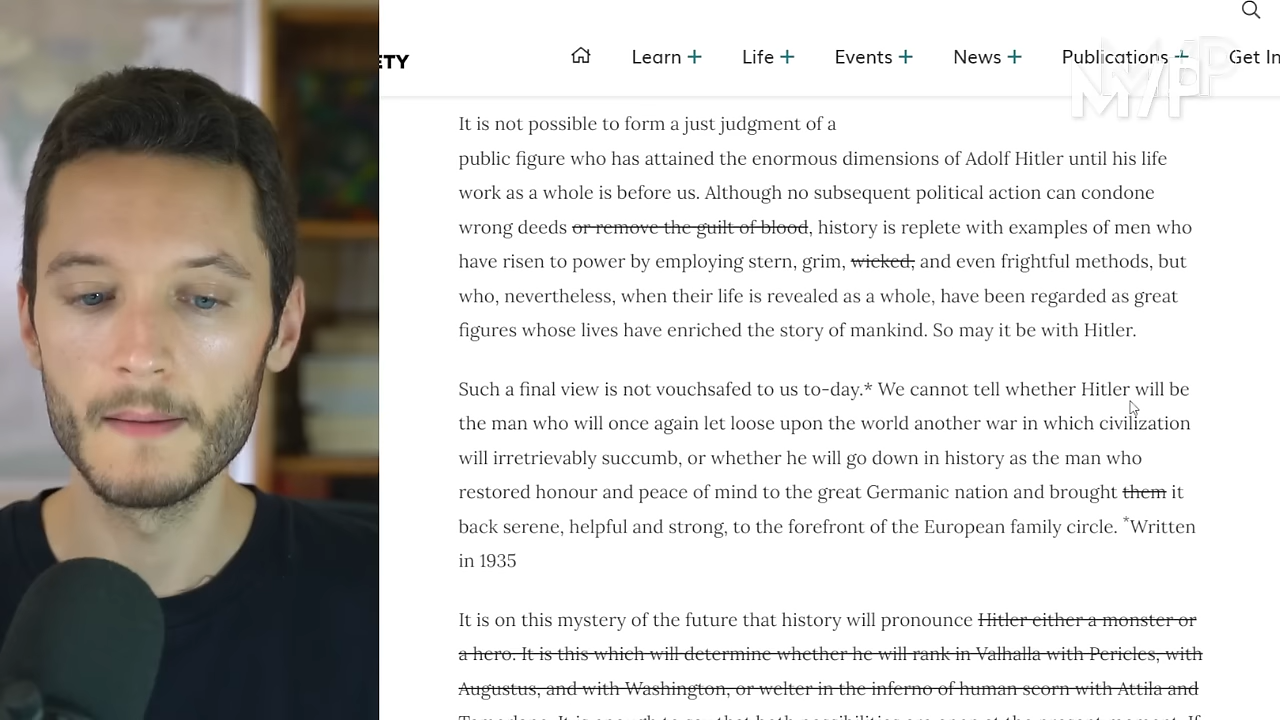 ETY
Learn + Life + Events + News + Publications + Get In
M/P
It is not possible to form a just judgment of a
public figure who has attained the enormous dimensions of Adolf Hitler until his life
work as a whole is before us. Although no subsequent political action can condone
wrong deeds or remove the guilt of blood, history is replete with examples of men who
have risen to power by employing stern, grim, wicked, and even frightful methods, but
who, nevertheless, when their life is revealed as a whole, have been regarded as great
figures whose lives have enriched the story of mankind. So may it be with Hitler.
Such a final view is not vouchsafed to us to-day.* We cannot tell whether Hitler will be
the man who will once again let loose upon the world another war in which civilization
will irretrievably succumb, or whether he will go down in history as the man who
restored honour and peace of mind to the great Germanic nation and brought them it
back serene, helpful and strong, to the forefront of the European family circle. *Written
in 1935
It is on this mystery of the future that history will pronounce Hitler either a monster or
a hero. It is this which will determine whether he will rank in Valhalla with Pericles, with
Augustus, and with Washington, or welter in the inferno of human scorn with Attila and